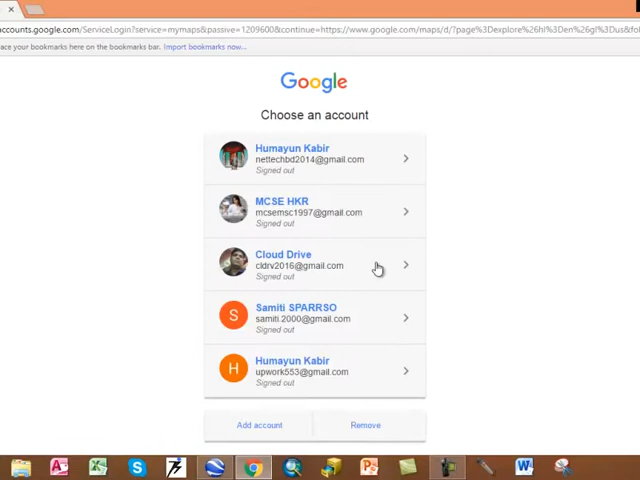 accounts.google.com/ServiceLogin?service=mymaps&passive=1209600&continue=https://www.google.com/maps/d/?page%3Dexplore%26hl%3Den%26gl%3Dus&fol
ace your bookmarks here on the bookmarks bar. Import bookmarks now...
Google
Choose an account
Humayun Kabir
nettechbd2014@gmail.com
Signed out
MCSE HKR
mcsemsc1997@gmail.com
Signed out
Cloud Drive
cldrv2016@gmail.com
Signed out
S
Samiti SPARRSO
samiti.2000@gmail.com
Signed out
H
Humayun Kabir
upwork553@gmail.com
Signed out
Add account Remove